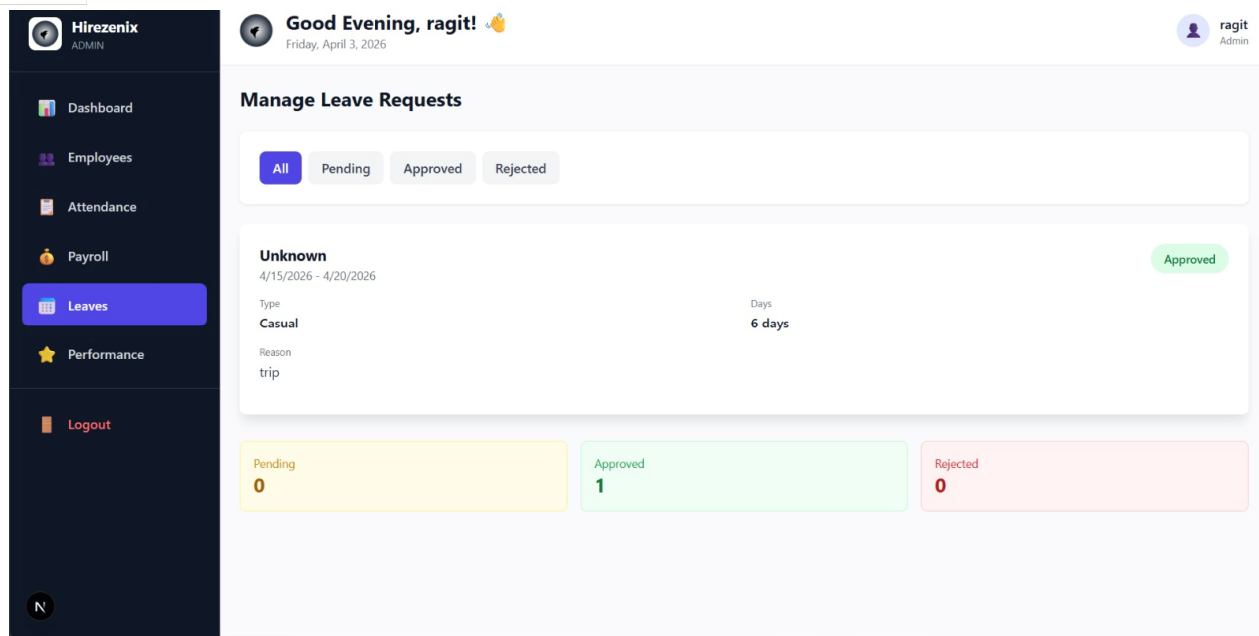 Hirezenix
ADMIN
Dashboard
Employees
Attendance
Payroll
Leaves
Performance
Logout
N
Good Evening, ragit! 👋
Friday, April 3, 2026
ragit
Admin
Manage Leave Requests
All Pending Approved Rejected
Unknown
Approved
4/15/2026 - 4/20/2026
Type Days
Casual 6 days
Reason
trip
Pending
0
Approved
1
Rejected
0